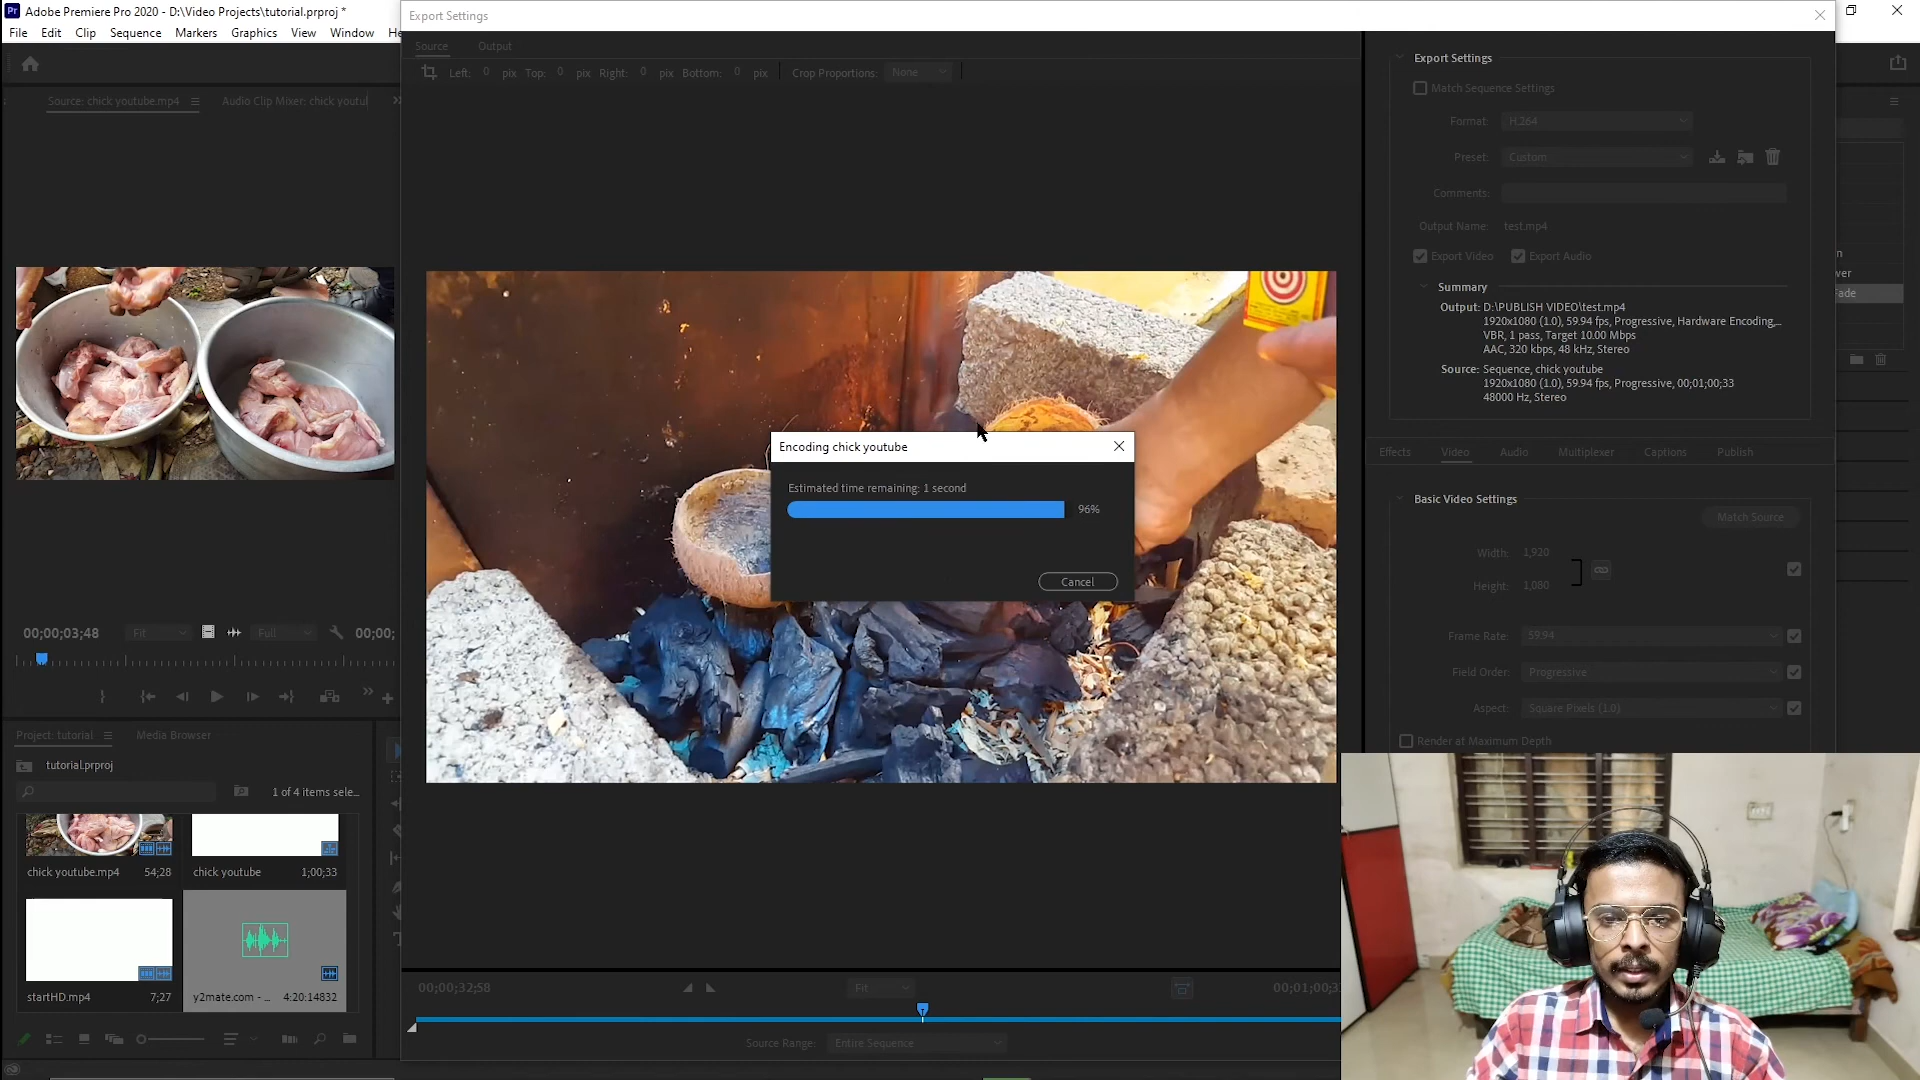 Pr Adobe Premiere Pro 2020 - D:\Video Projects\tutorial.prproj *
File Edit Clip Sequence Markers Graphics View Window
Export Settings
Source Output
Left: 0 pix Top: 0 pix Right: 0 pix Bottom: 0 pix Crop Proportions: None
Source: chick youtube.mp4 Audio Clip Mixer: chick youtul
00;00;03;48 Fit Full 00;00;
Project: tutorial Media Browser
tutorial.prproj
1 of 4 items sele...
chick youtube.mp4 54;28 chick youtube 1;00;33
startHD.mp4 7;27 y2mate.com - ... 4:20:14832
Encoding chick youtube
Estimated time remaining: 1 second
96%
Cancel
00;00;32;58 Fit
Source Range: Entire Sequence
Export Settings
Match Sequence Settings
Format: H.264
Preset: Custom
Comments:
Output Name: test.mp4
Export Video Export Audio
Summary
Output: D:\PUBLISH VIDEO\test.mp4
1920x1080 (1.0), 59.94 fps, Progressive, Hardware Encoding,...
VBR, 1 pass, Target 10.00 Mbps
AAC, 320 kbps, 48 kHz, Stereo
Source: Sequence, chick youtube
1920x1080 (1.0), 59.94 fps, Progressive, 00;01;00;33
48000 Hz, Stereo
Effects Video Audio Multiplexer Captions Publish
Basic Video Settings
Match Source
Width: 1,920
Height: 1,080
Frame Rate: 59.94
Field Order: Progressive
Aspect: Square Pixels (1.0)
Render at Maximum Depth